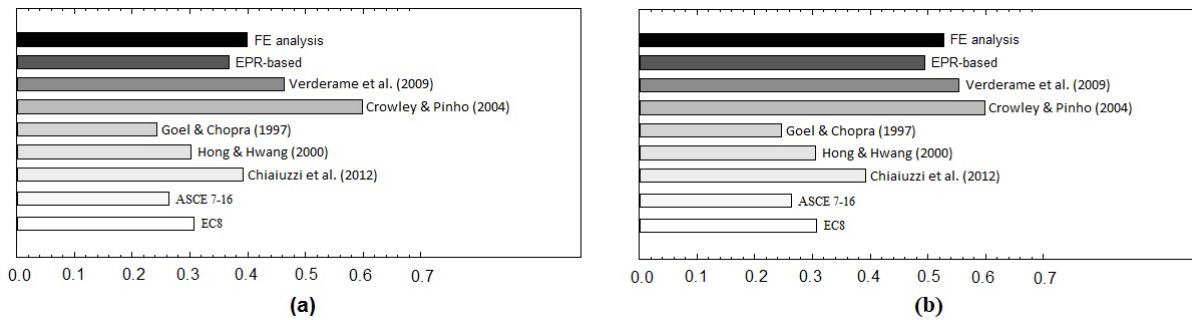 FE analysis
EPR-based
Verderame et al. (2009)
Crowley & Pinho (2004)
Goel & Chopra (1997)
Hong & Hwang (2000)
Chiaiuzzi et al. (2012)
ASCE 7-16
EC8
0.0 0.1 0.2 0.3 0.4 0.5 0.6 0.7
(a)
FE analysis
EPR-based
Verderame et al. (2009)
Crowley & Pinho (2004)
Goel & Chopra (1997)
Hong & Hwang (2000)
Chiaiuzzi et al. (2012)
ASCE 7-16
EC8
0.0 0.1 0.2 0.3 0.4 0.5 0.6 0.7
(b)